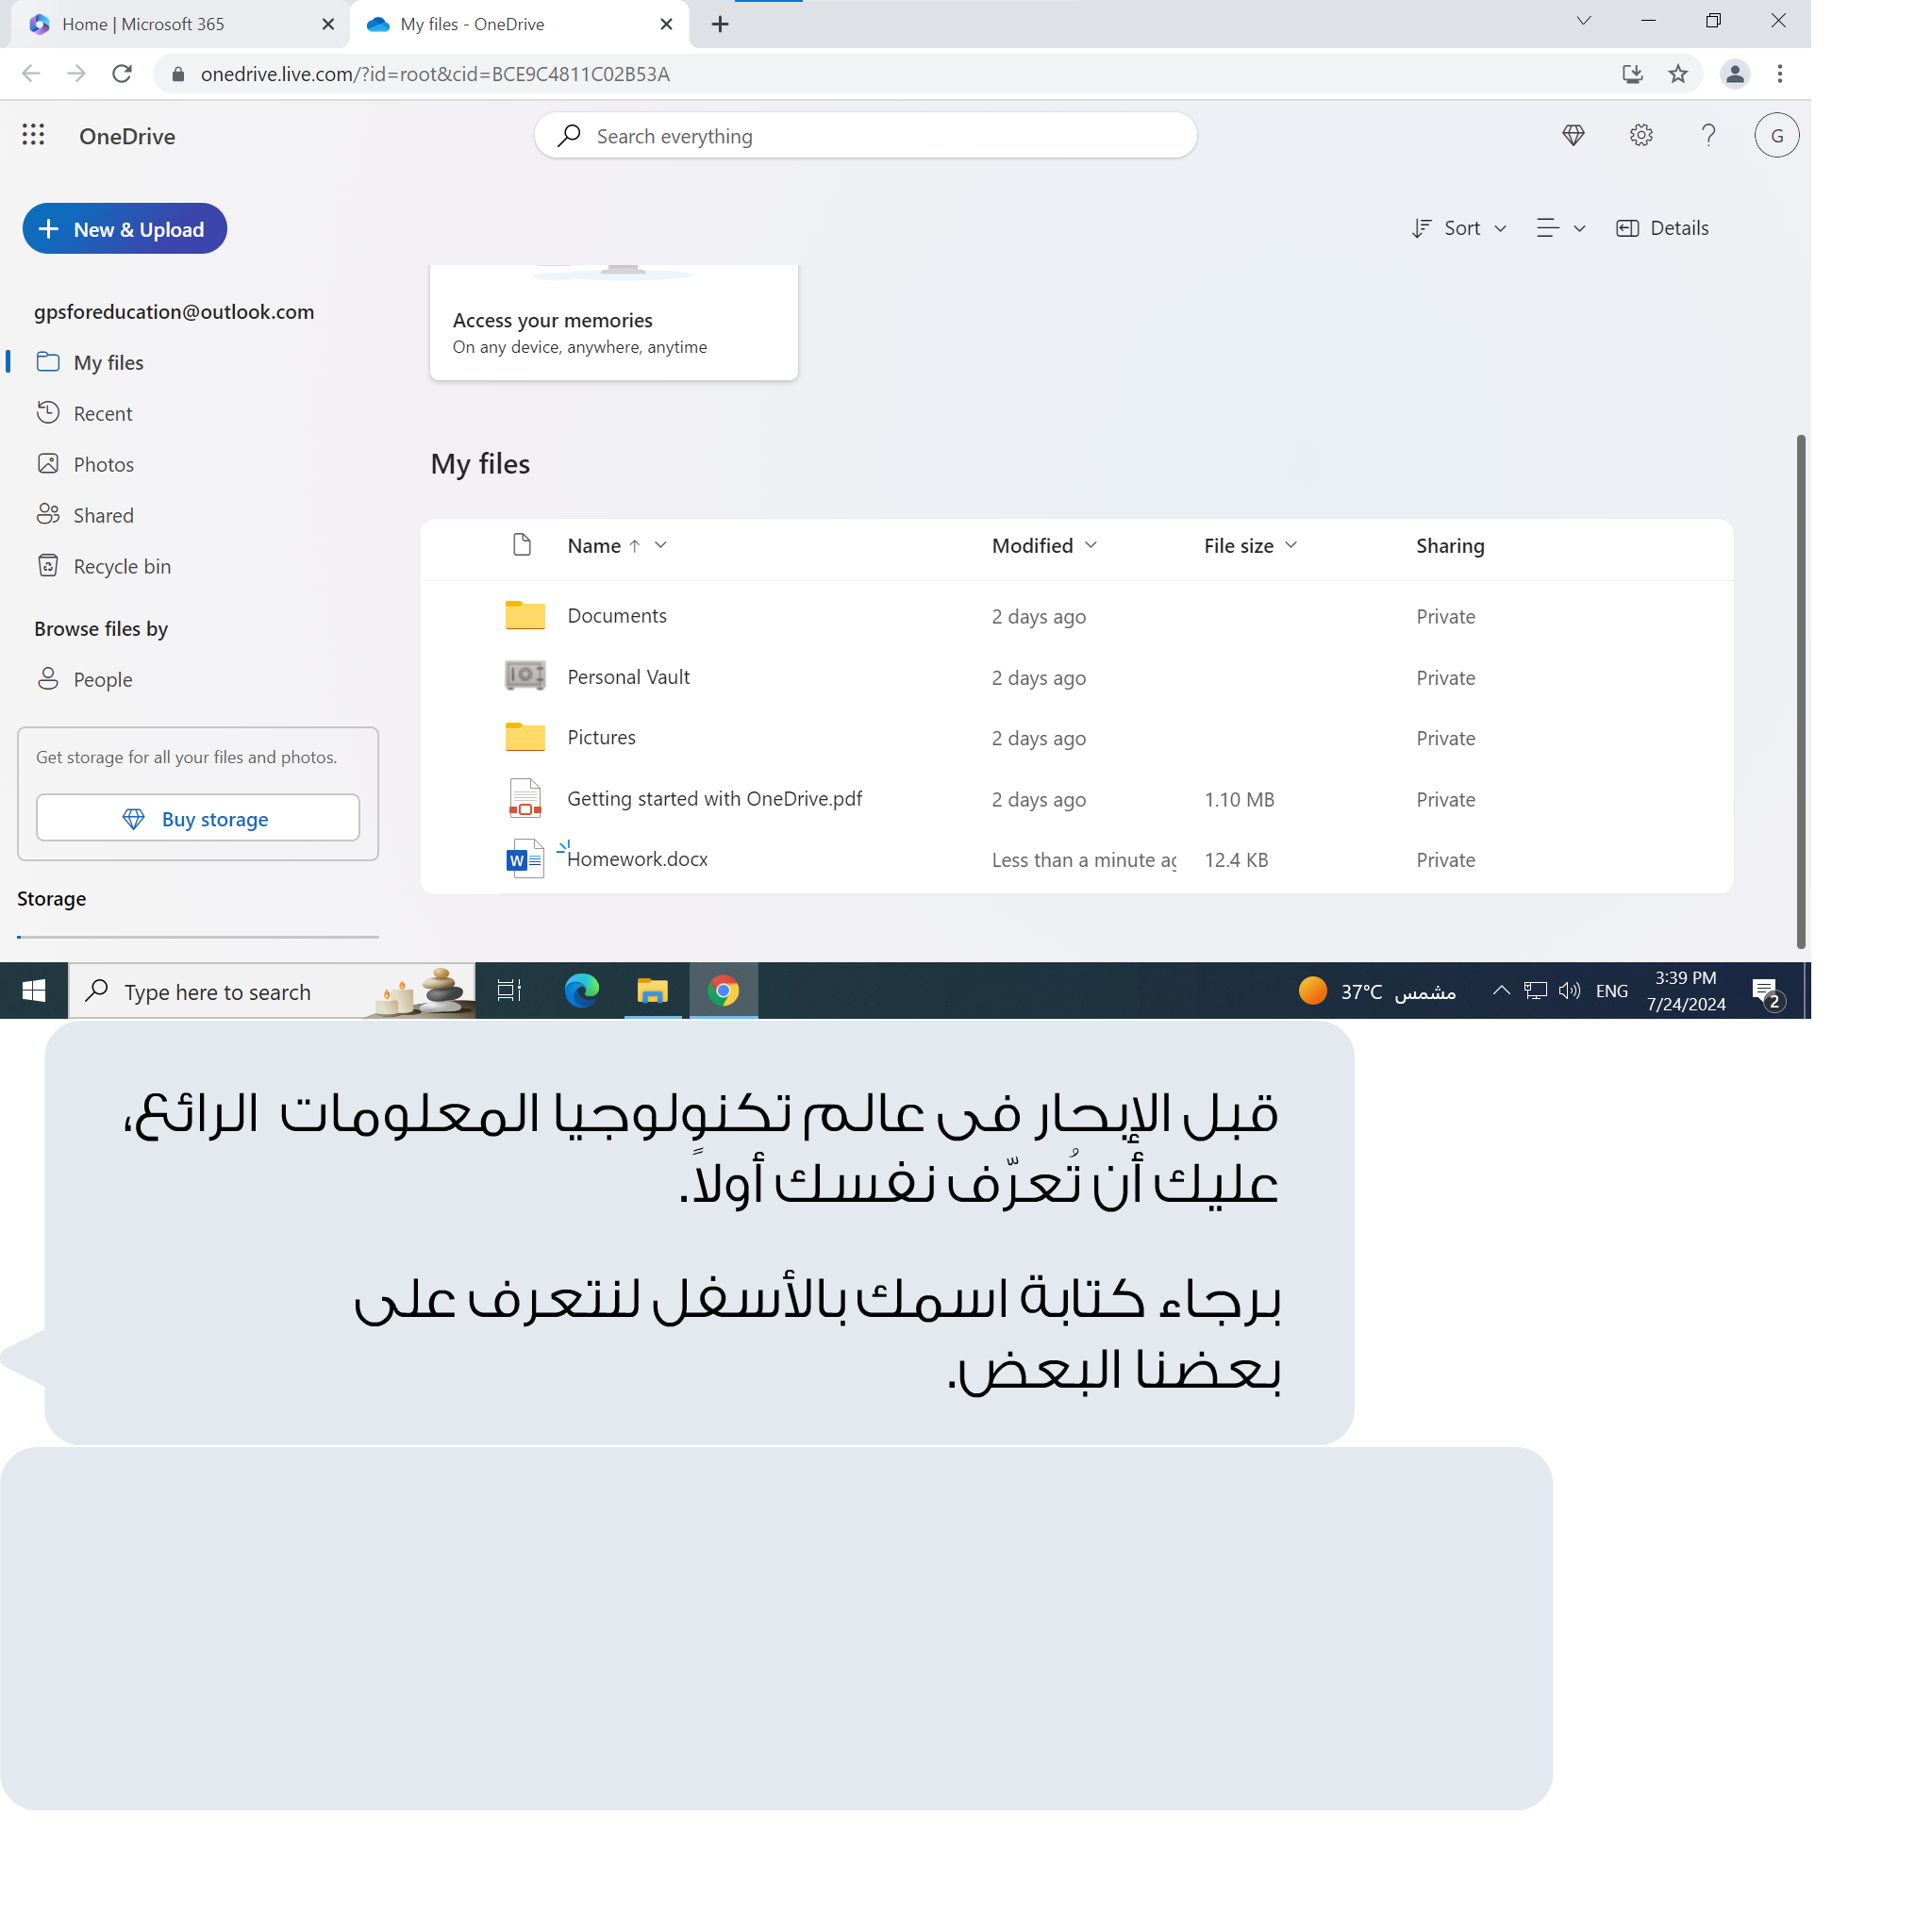 Home | Microsoft 365
My files - OneDrive
onedrive.live.com/?id=root&cid=BCE9C4811C02B53A
OneDrive
Search everything
G
New & Upload
Sort
Details
gpsforeducation@outlook.com
My files
Recent
Photos
Shared
Recycle bin
Browse files by
People
Get storage for all your files and photos.
Buy storage
Storage
Access your memories
On any device, anywhere, anytime
My files
Name Modified File size Sharing
Documents 2 days ago Private
Personal Vault 2 days ago Private
Pictures 2 days ago Private
Getting started with OneDrive.pdf 2 days ago 1.10 MB Private
Homework.docx Less than a minute 12.4 KB Private
Type here to search
37°C مشمس
ENG
3:39 PM
7/24/2024
2
قبل الإبحار فى عالم تكنولوجيا المعلومات الرائع،
عليك أن تُعرّف نفسك أولاً.
برجاء كتابة اسمك بالأسفل لنتعرف على
بعضنا البعض.